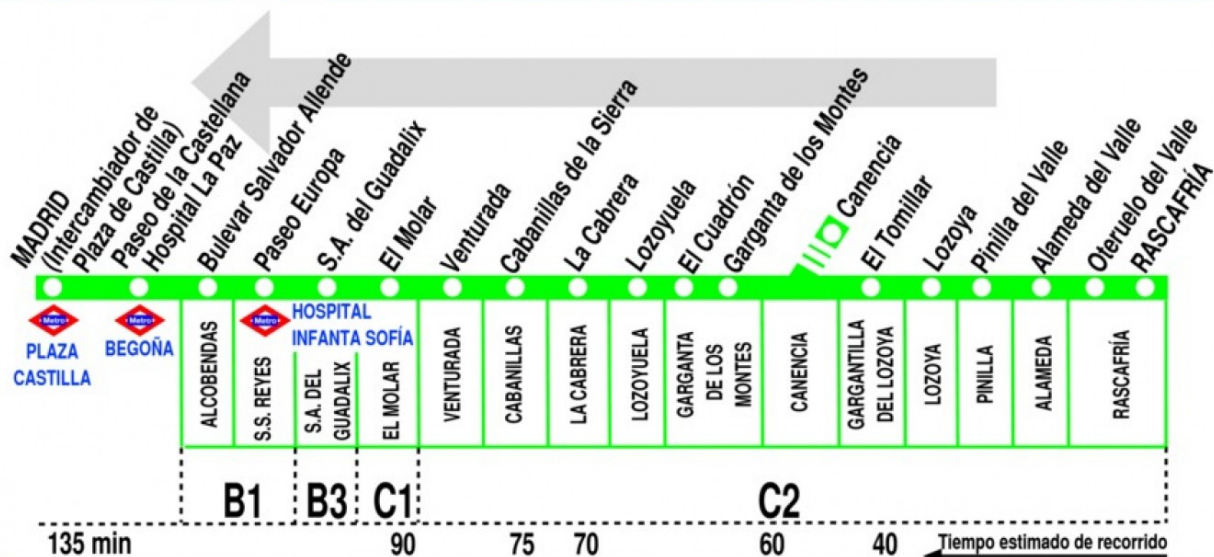 MADRID
(Intercambiador de
Plaza de Castilla)
Paseo de la Castellana
Hospital La Paz
Bulevar Salvador Allende
Paseo Europa
S.A. del Guadalix
El Molar
Venturada
Cabanillas de la Sierra
La Cabrera
Lozoyuela
El Cuadrón
Garganta de los Montes
Canencia
El Tomillar
Lozoya
Pinilla del Valle
Alameda del Valle
Oteruelo del Valle
RASCAFRÍA
Metro
PLAZA
CASTILLA
Metro
BEGOÑA
Metro
HOSPITAL
INFANTA SOFÍA
ALCOBENDAS
S.S. REYES
S.A. DEL
GUADALIX
EL MOLAR
VENTURADA
CABANILLAS
LA CABRERA
LOZOYUELA
GARGANTA
DE LOS
MONTES
CANENCIA
GARGANTILLA
DEL LOZOYA
LOZOYA
PINILLA
ALAMEDA
RASCAFRÍA
B1
B3
C1
C2
135 min
90
75
70
60
40
Tiempo estimado de recorrido